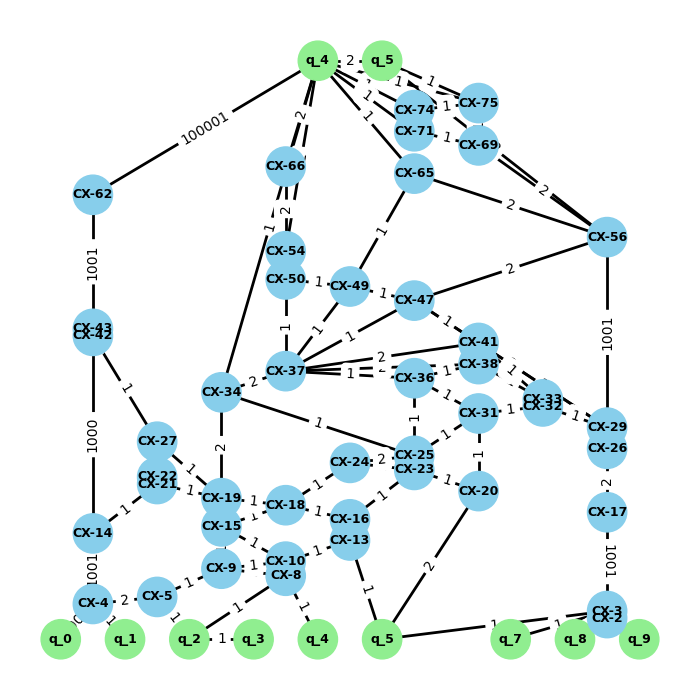 q_4 2 q_5
1 1
CX-74 1 CX-75
1
CX-71 1 CX-69
100001 2 1
CX-66 CX-65
CX-62 2
1 2 2
1 CX-56
1001 CX-54 2
CX-50 1 CX-49 1 CX-47
CX-43
CX-42
1 1 1 1 1001
CX-41
2 1
CX-37 1 CX-36 1 CX-38
CX-34 2
1 CX-33
CX-32
1 1 CX-31 1 1 CX-29
1000 CX-27 2 1 1 CX-26
1 CX-24 2 CX-25
CX-23
CX-22
CX-21 1 CX-19 1 1 1 CX-20 2
1 CX-18 1 CX-16 CX-17
CX-14 CX-15 1
1 CX-13
1001 CX-9 1 CX-10 1 2 1001
CX-8
CX-4 2 CX-5 1 1 1 1
1 1 1 CX-3
CX-2
q_0 q_1 q_2 1 q_3 q_4 q_5 q_7 q_8 q_9